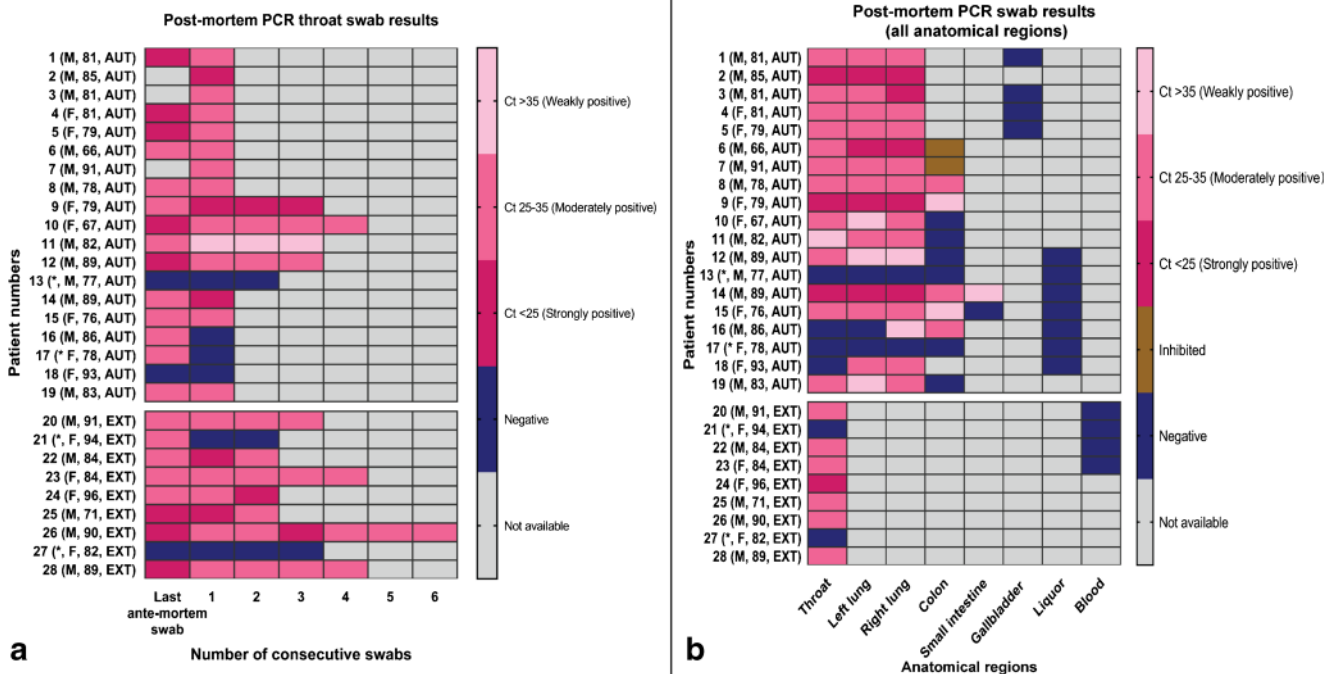 Post-mortem PCR throat swab results
Patient numbers
1 (M, 81, AUT)
2 (M, 85, AUT)
3 (M, 81, AUT)
4 (F, 81, AUT)
5 (F, 79, AUT)
6 (M, 66, AUT)
7 (M, 91, AUT)
8 (M, 78, AUT)
9 (F, 79, AUT)
10 (F, 67, AUT)
11 (M, 82, AUT)
12 (M, 89, AUT)
13 (*, M, 77, AUT)
14 (M, 89, AUT)
15 (F, 76, AUT)
16 (M, 86, AUT)
17 (* F, 78, AUT)
18 (F, 93, AUT)
19 (M, 83, AUT)
20 (M, 91, EXT)
21 (*, F, 94, EXT)
22 (M, 84, EXT)
23 (F, 84, EXT)
24 (F, 96, EXT)
25 (M, 71, EXT)
26 (M, 90, EXT)
27 (*, F, 82, EXT)
28 (M, 89, EXT)
Last ante-mortem swab 1 2 3 4 5 6
Number of consecutive swabs
Ct >35 (Weakly positive)
Ct 25-35 (Moderately positive)
Ct <25 (Strongly positive)
Negative
Not available
a
Post-mortem PCR swab results
(all anatomical regions)
Patient numbers
1 (M, 81, AUT)
2 (M, 85, AUT)
3 (M, 81, AUT)
4 (F, 81, AUT)
5 (F, 79, AUT)
6 (M, 66, AUT)
7 (M, 91, AUT)
8 (M, 78, AUT)
9 (F, 79, AUT)
10 (F, 67, AUT)
11 (M, 82, AUT)
12 (M, 89, AUT)
13 (*, M, 77, AUT)
14 (M, 89, AUT)
15 (F, 76, AUT)
16 (M, 86, AUT)
17 (* F, 78, AUT)
18 (F, 93, AUT)
19 (M, 83, AUT)
20 (M, 91, EXT)
21 (*, F, 94, EXT)
22 (M, 84, EXT)
23 (F, 84, EXT)
24 (F, 96, EXT)
25 (M, 71, EXT)
26 (M, 90, EXT)
27 (*, F, 82, EXT)
28 (M, 89, EXT)
Throat
Left lung
Right lung
Colon
Small intestine
Gallbladder
Liquor
Blood
Anatomical regions
Ct >35 (Weakly positive)
Ct 25-35 (Moderately positive)
Ct <25 (Strongly positive)
Inhibited
Negative
Not available
b